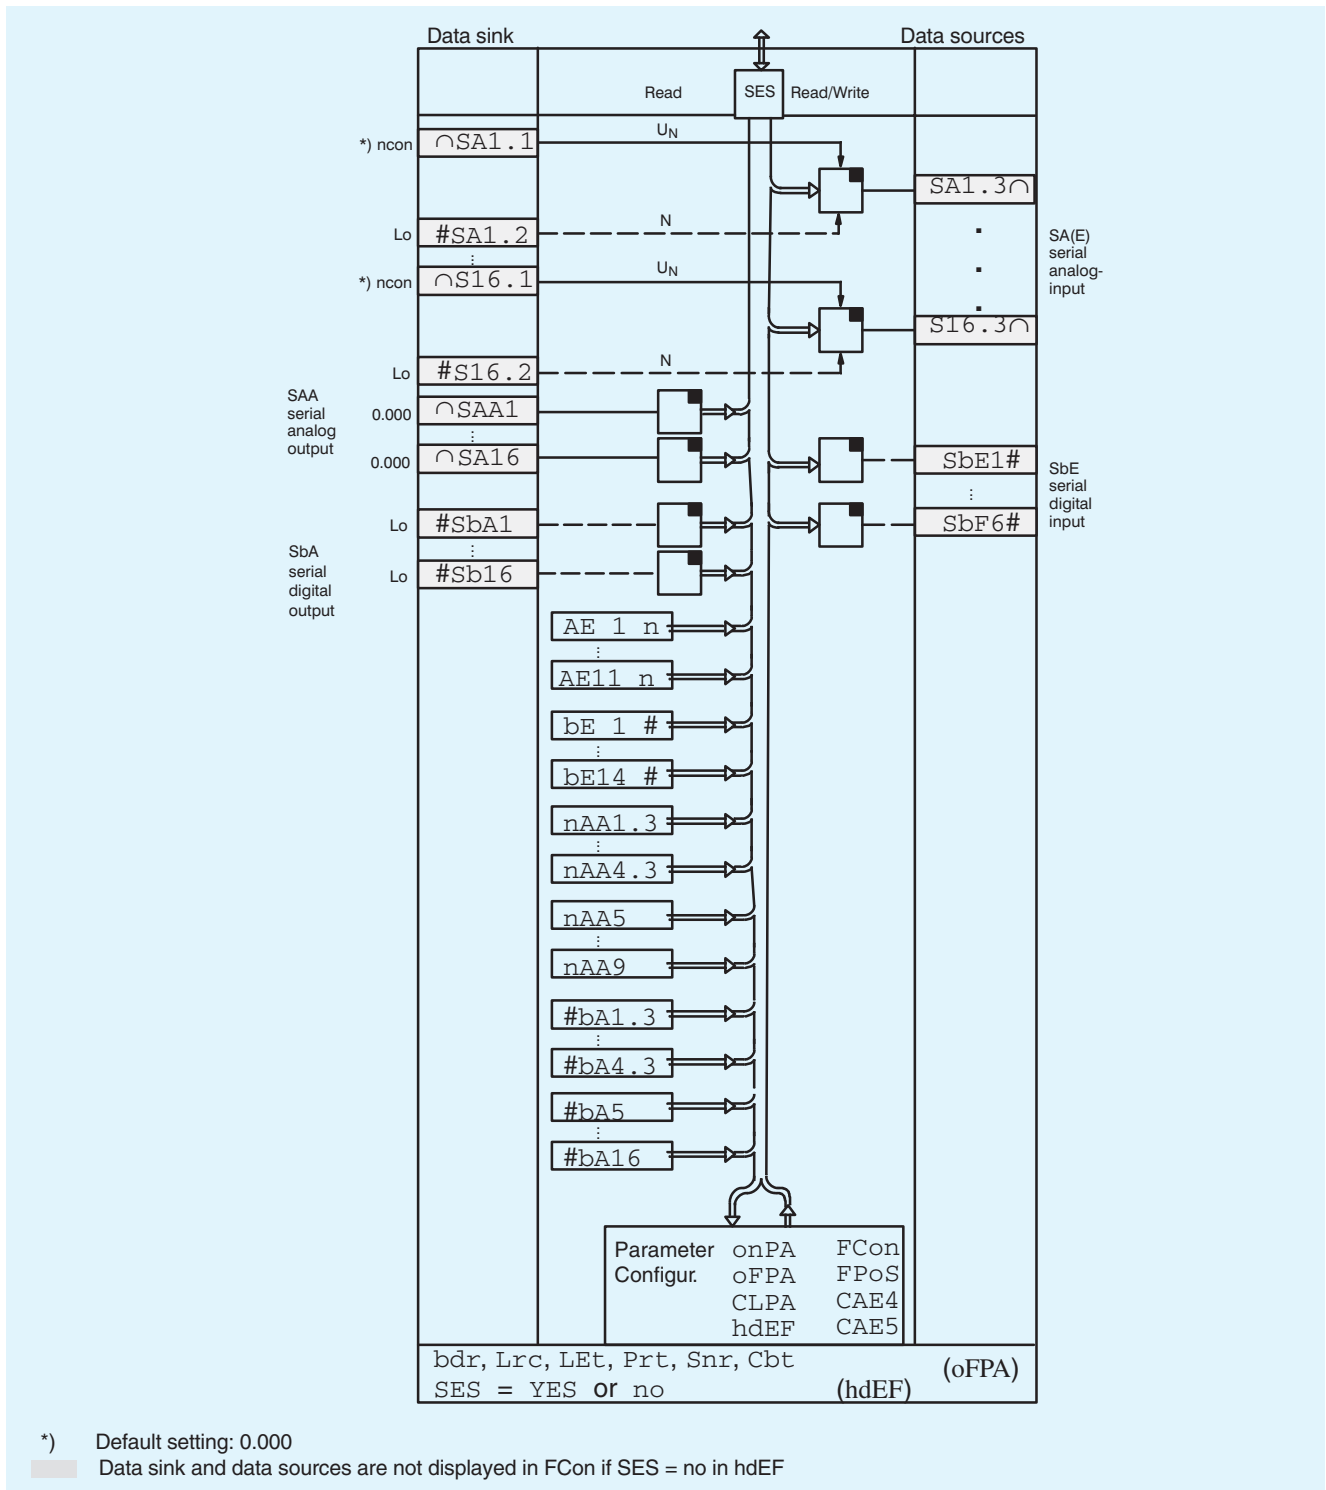 Data sink
Data sources
Read
SES
Read/Write
*) ncon
∩SA1.1
UN
SA1.3∩
Lo
#SA1.2
N
SA(E)
serial
analog-
input
*) ncon
∩S16.1
UN
S16.3∩
Lo
#S16.2
N
SAA
serial
analog
output
0.000
∩SAA1
0.000
∩SA16
SbE1#
SbF6#
SbE
serial
digital
input
Lo
#SbA1
SbA
serial
digital
output
Lo
#Sb16
AE 1 n
AE11 n
bE 1 #
bE14 #
nAA1.3
nAA4.3
nAA5
nAA9
#bA1.3
#bA4.3
#bA5
#bA16
Parameter onPA FCon
Configur. oFPA FPoS
CLPA CAE4
hdEF CAE5
bdr, Lrc, LEt, Prt, Snr, Cbt (oFPA)
SES = YES or no (hdEF)
*) Default setting: 0.000
Data sink and data sources are not displayed in FCon if SES = no in hdEF